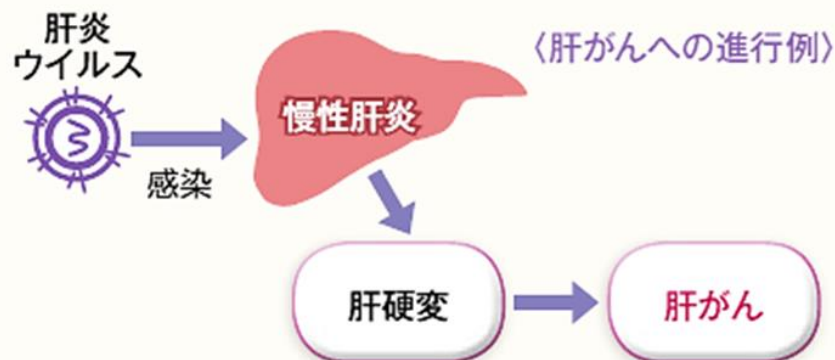 肝炎
ウイルス
〈肝がんへの進行例〉
慢性肝炎
感染
肝硬変
肝がん